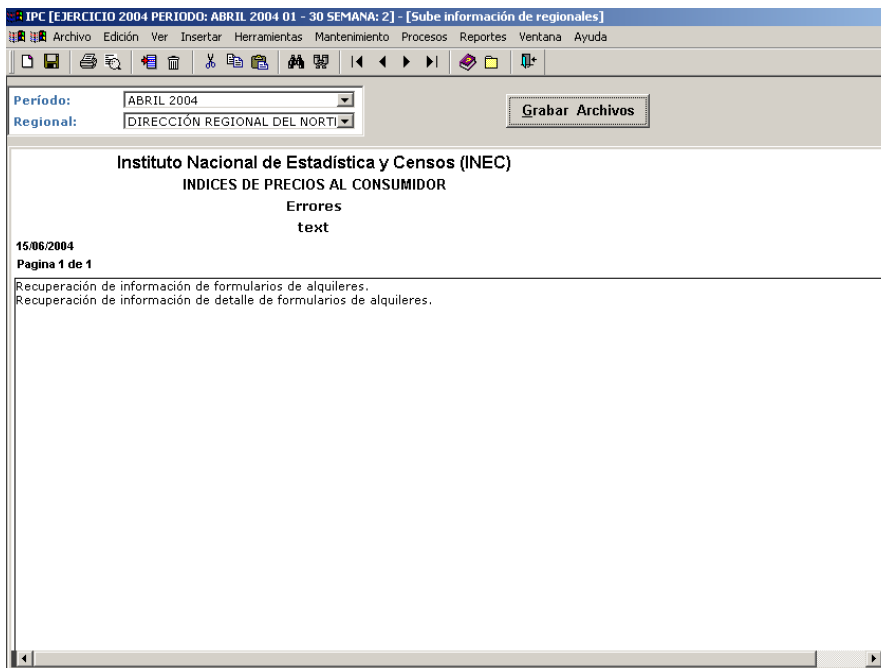 IPC [EJERCICIO 2004 PERIODO: ABRIL 2004 01 - 30 SEMANA: 2] - [Sube información de regionales]
Archivo Edición Ver Insertar Herramientas Mantenimiento Procesos Reportes Ventana Ayuda
Período: ABRIL 2004
Grabar Archivos
Regional: DIRECCIÓN REGIONAL DEL NORTE
Instituto Nacional de Estadística y Censos (INEC)
INDICES DE PRECIOS AL CONSUMIDOR
Errores
text
15/06/2004
Pagina 1 de 1
Recuperación de información de formularios de alquileres.
Recuperación de información de detalle de formularios de alquileres.